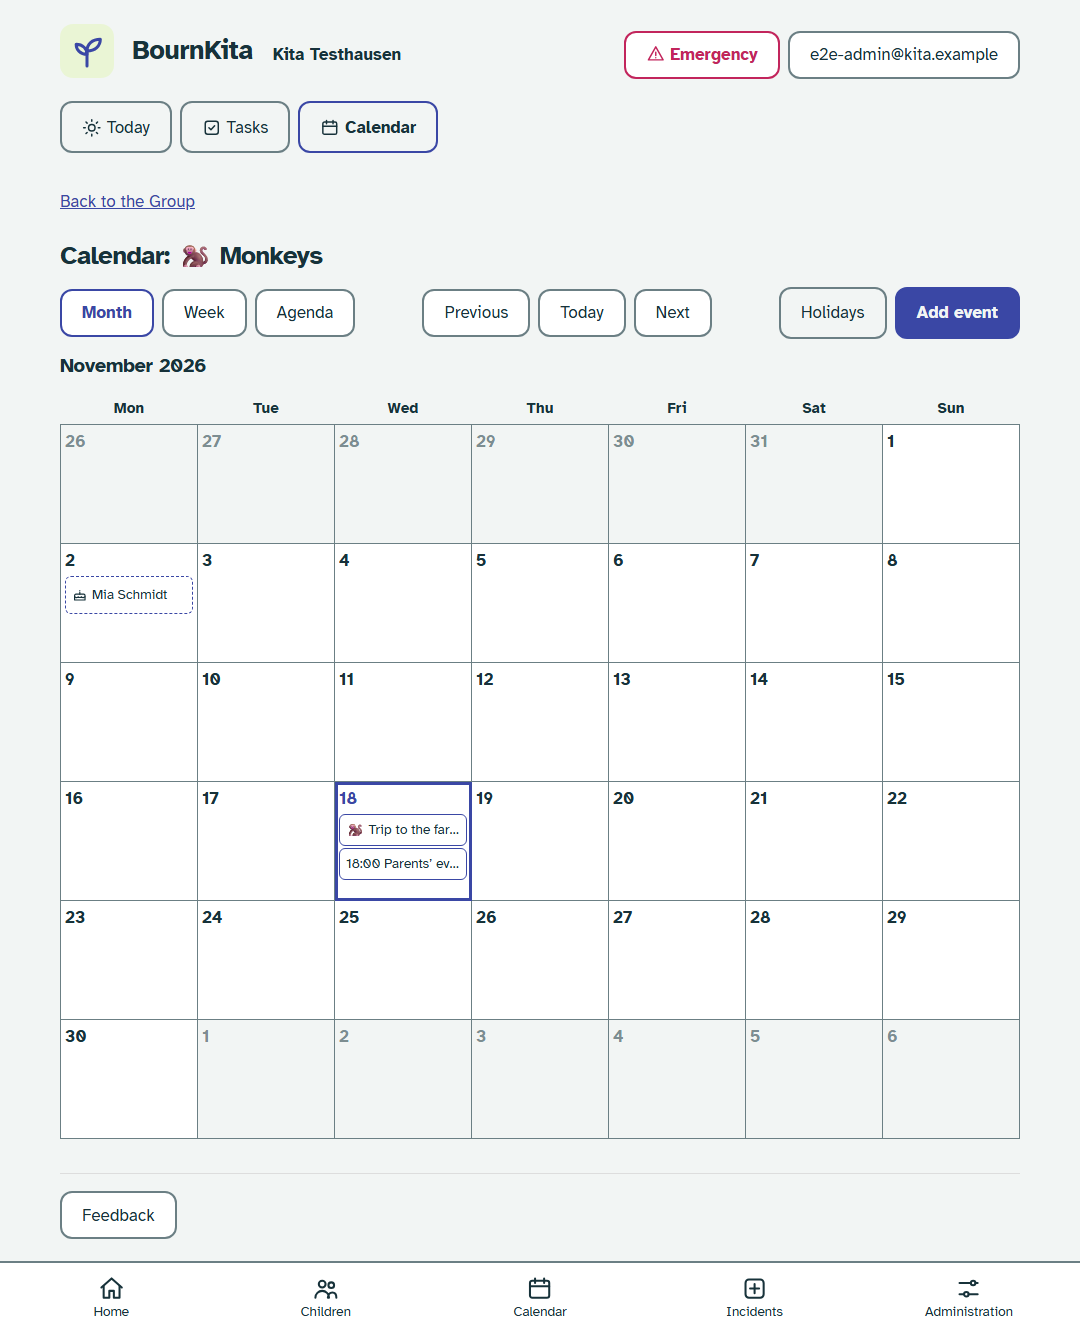 BournKita Kita Testhausen Emergency e2e-admin@kita.example
Today Tasks Calendar
Back to the Group
Calendar: Monkeys
Month Week Agenda Previous Today Next Holidays Add event
November 2026
Mon Tue Wed Thu Fri Sat Sun
26 27 28 29 30 31 1
2 3 4 5 6 7 8
Mia Schmidt
9 10 11 12 13 14 15
16 17 18 19 20 21 22
Trip to the far...
18:00 Parents' ev...
23 24 25 26 27 28 29
30 1 2 3 4 5 6
Feedback
Home Children Calendar Incidents Administration